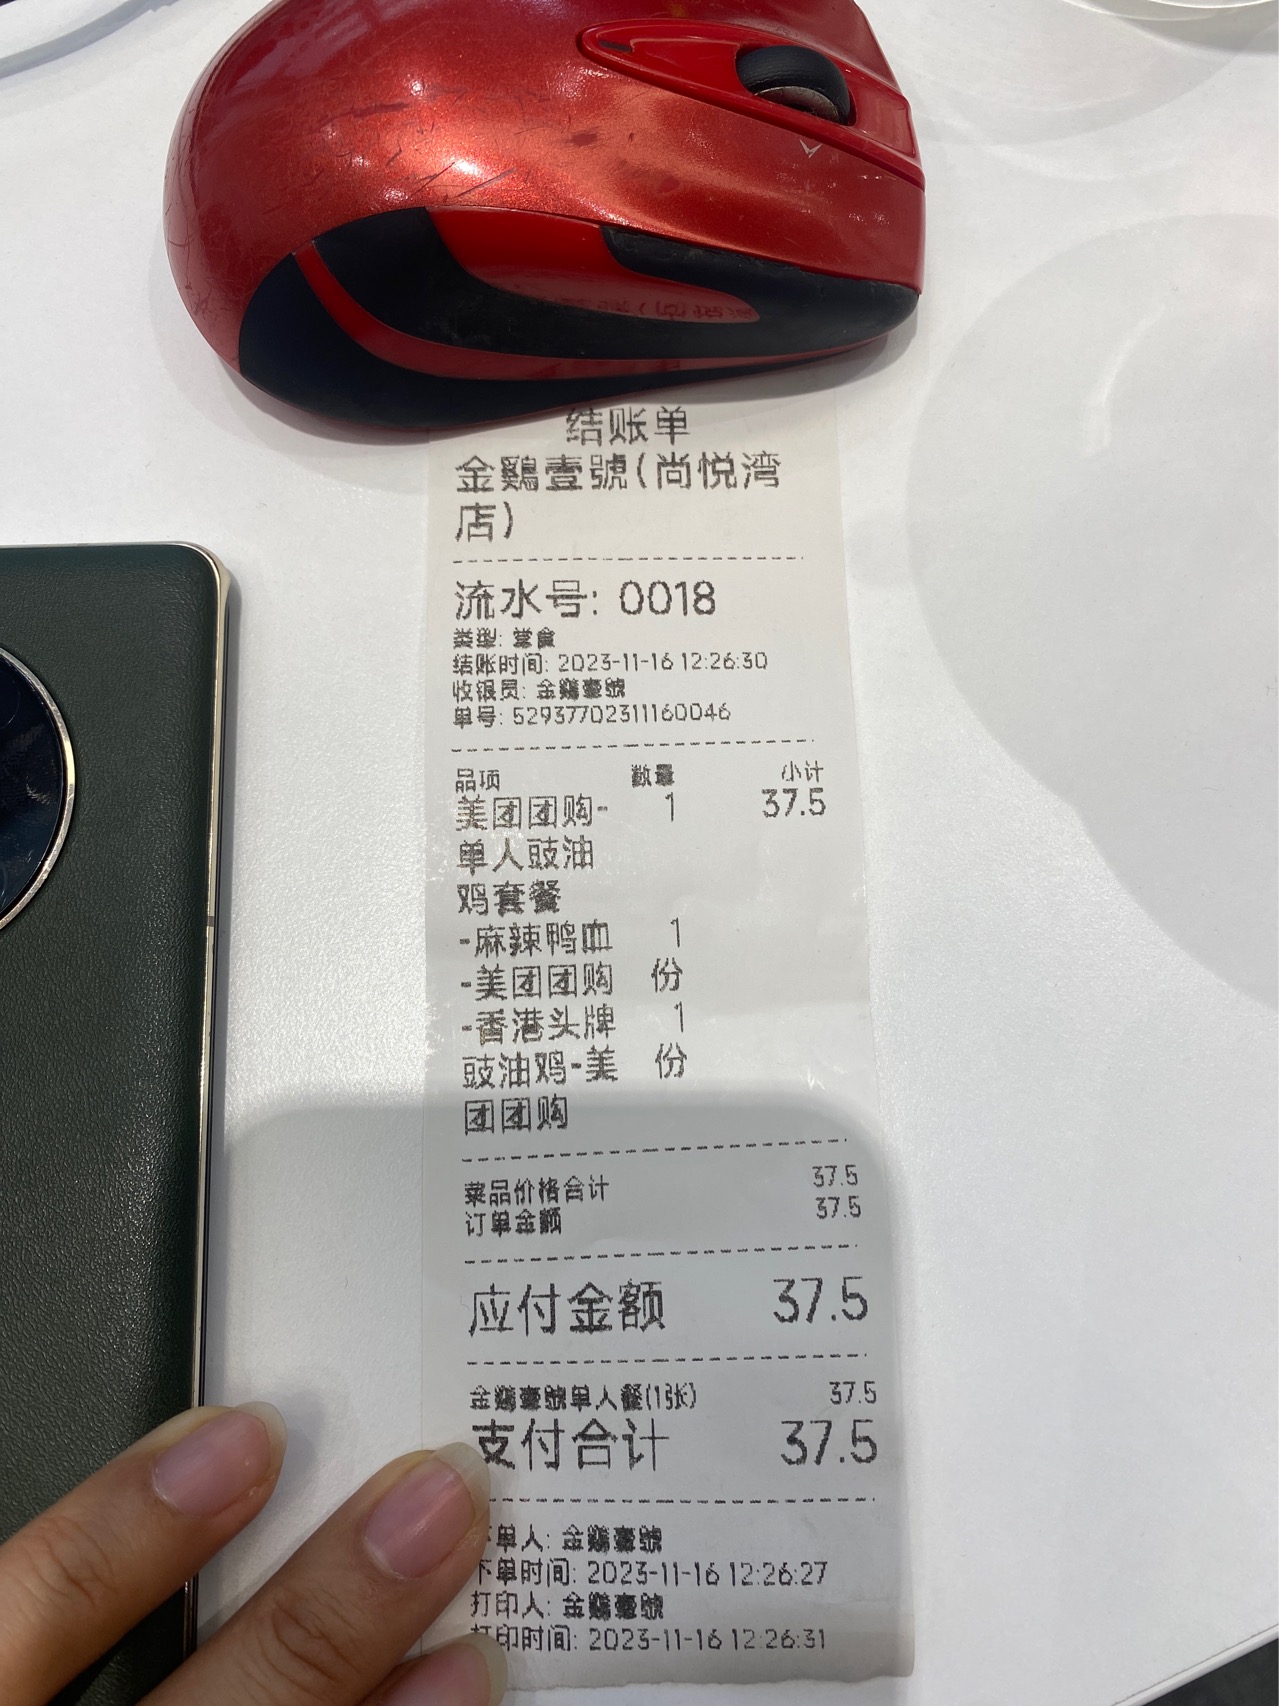 结账单
金鷄壹號(尚悦湾
店)
流水号: 0018
类型: 堂食
结账时间: 2023-11-16 12:26:30
收银员: 金鷄壹號
单号: 529377702311160046
品项 数量 小计
美团团购- 1 37.5
单人豉油
鸡套餐
-麻辣鸭血 1
-美团团购 份
-香港头牌 1
豉油鸡-美 份
团团购
菜品价格合计 37.5
订单金额 37.5
应付金额 37.5
金鷄壹號单人餐(1张) 37.5
支付合计 37.5
下单人: 金鷄壹號
下单时间: 2023-11-16 12:26:27
打印人: 金鷄壹號
打印时间: 2023-11-16 12:26:31